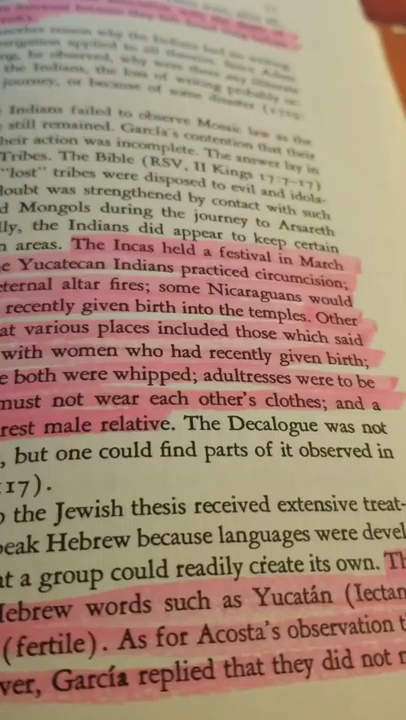 another reason why the Indians had no writing
applied to all
ng, he observed, why were there any illiterate
the Indians, the loss of writing probably oc-
journey, or because of some disaster
Indians failed to observe Mosaic law as the
still remained. García's contention that their
heir action was incomplete. The answer lay in
Tribes. The Bible (RSV, II Kings 17:7-17)
"lost" tribes were disposed to evil and idola-
doubt was strengthened by contact with such
d Mongols during the journey to Arsareth
lly, the Indians did appear to keep certain
n areas. The Incas held a festival in March
e Yucatecan Indians practiced circumcision;
eternal altar fires; some Nicaraguans would
recently given birth into the temples. Other
at various places included those which said
with women who had recently given birth;
e both were whipped; adultresses were to be
must not wear each other's clothes; and a
rest male relative. The Decalogue was not
, but one could find parts of it observed in
17).
o the Jewish thesis received extensive treat-
peak Hebrew because languages were devel
at a group could readily create its own. Th
Hebrew words such as Yucatán (Iectan
(fertile). As for Acosta's observation t
ver, García replied that they did not r